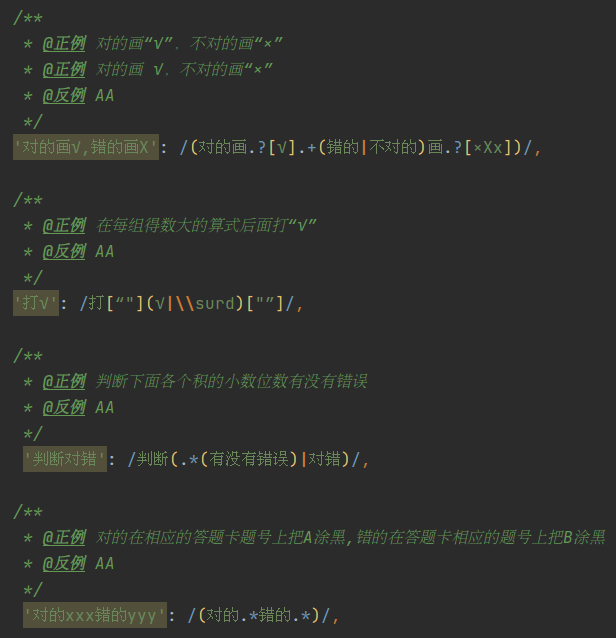 /**
* @正例 对的画“√”．不对的画“×”
* @正例 对的画 √．不对的画“×”
* @反例 AA
*/
'对的画√,错的画X': /(对的画.?[√].+(错的|不对的)画.?[×Xx])/,
/**
* @正例 在每组得数大的算式后面打“√”
* @反例 AA
*/
'打√': /打[“"](√|\\surd)["”]/,
/**
* @正例 判断下面各个积的小数位数有没有错误
* @反例 AA
*/
'判断对错': /判断(.*(有没有错误)|对错)/,
/**
* @正例 对的在相应的答题卡题号上把A涂黑,错的在答题卡相应的题号上把B涂黑
* @反例 AA
*/
'对的xxx错的yyy': /(对的.*错的.*)/,